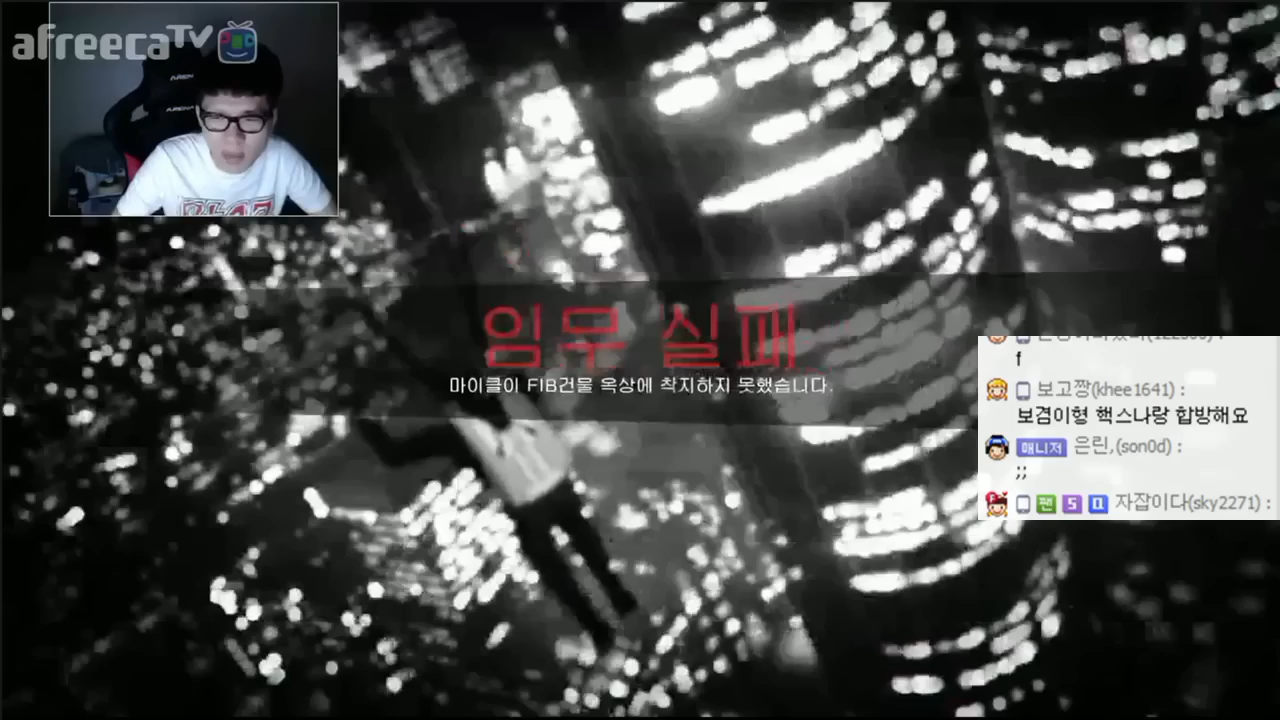 afreecaTV
임무 실패
마이클이 FIB건물 옥상에 착지하지 못했습니다.
f
보고짱(khee1641) :
보겸이형 핵스나랑 합방해요
매니저 은린,(son0d) :
;;
팬 S Q 자잡이다(sky2271) :